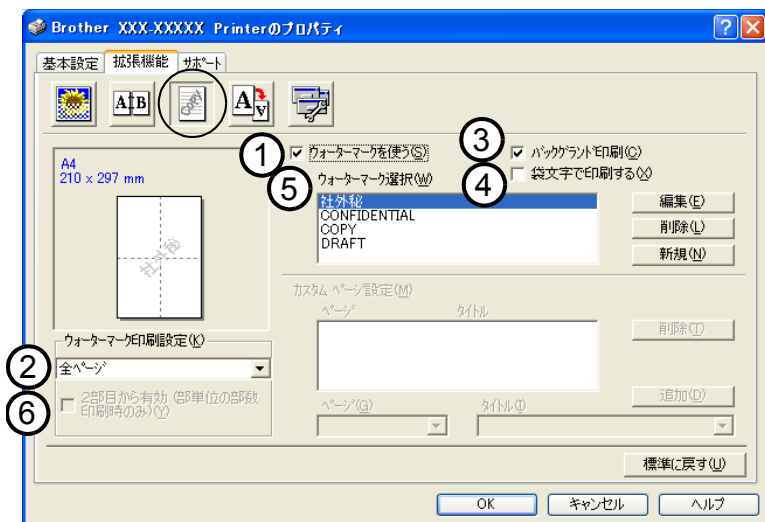 Brother XXX-XXXXX Printerのプロパティ
基本設定 拡張機能 サポート
A B
Copy
A A
1 ウォーターマークを使う(S)
3 バックグランド印刷(C)
4 袋文字で印刷する(X)
A4
210 x 297 mm
社外秘
5 ウォーターマーク選択(W)
社外秘
CONFIDENTIAL
COPY
DRAFT
編集(E)
削除(L)
新規(N)
カスタム ページ設定(M)
ページ タイトル
削除(T)
ウォーターマーク印刷設定(K)
2 全ページ
6 2部目から有効 (部単位の部数
印刷時のみ)(Y)
追加(D)
ページ(G) タイトル(I)
標準に戻す(U)
OK キャンセル ヘルプ